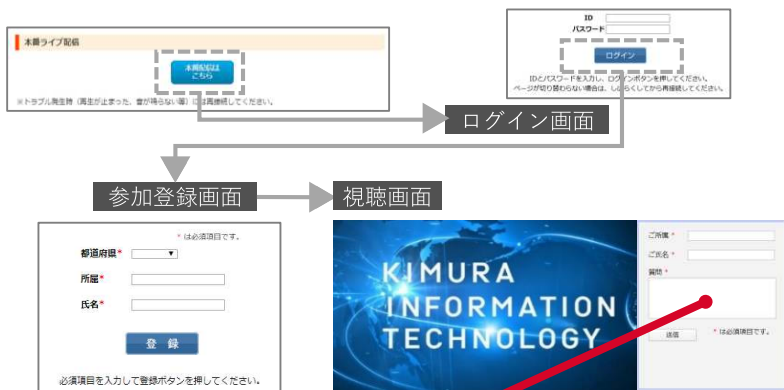 本番ライブ配信
本番配信は
こちら
※トラブル発生時（再生が止まった、音が鳴らない等）には再接続してください。
ID
パスワード
ログイン
IDとパスワードを入力し、ログインボタンを押してください。
ページが切り替わらない場合は、しばらくしてから再接続してください。
ログイン画面
参加登録画面
視聴画面
* は必須項目です。
都道府県*
所属*
氏名*
登 録
必須項目を入力して登録ボタンを押してください。
KIMURA
INFORMATION
TECHNOLOGY
ご所属 *
ご氏名 *
質問 *
送信
* は必須項目です。